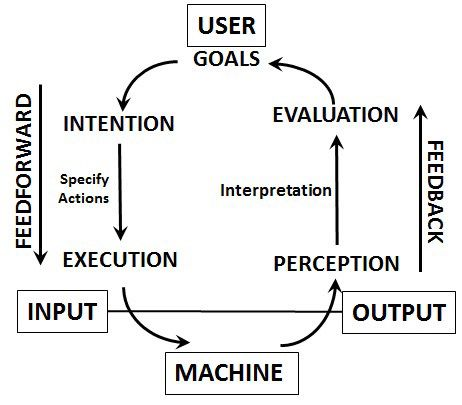 USER
GOALS
INTENTION
EVALUATION
FEEDFORWARD
Specify
Actions
Interpretation
FEEDBACK
EXECUTION
PERCEPTION
INPUT
OUTPUT
MACHINE